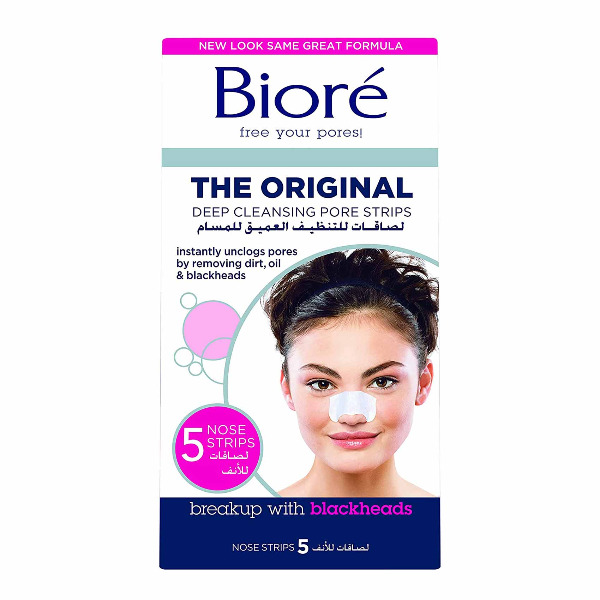 NEW LOOK SAME GREAT FORMULA
Bioré
free your pores!
THE ORIGINAL
DEEP CLEANSING PORE STRIPS
لصاقات للتنظيف العميق للمسام
instantly unclogs pores
by removing dirt, oil
& blackheads
5 NOSE
STRIPS
لصاقات
للأنف
breakup with blackheads
NOSE STRIPS 5 لصاقات للأنف